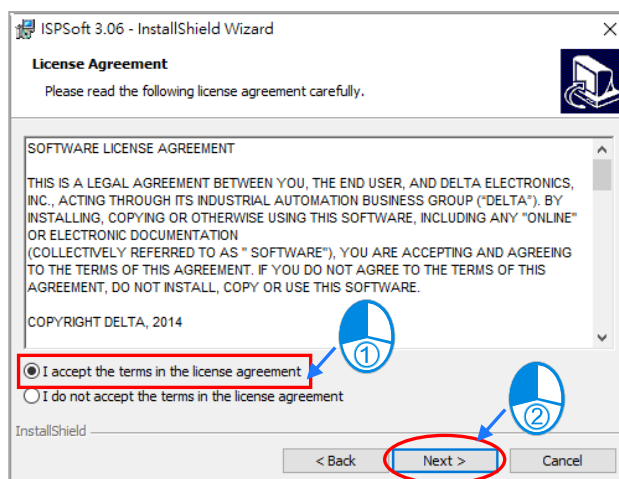 ISPSoft 3.06 - InstallShield Wizard
License Agreement
Please read the following license agreement carefully.
SOFTWARE LICENSE AGREEMENT
THIS IS A LEGAL AGREEMENT BETWEEN YOU, THE END USER, AND DELTA ELECTRONICS,
INC., ACTING THROUGH ITS INDUSTRIAL AUTOMATION BUSINESS GROUP ("DELTA"). BY
INSTALLING, COPYING OR OTHERWISE USING THIS SOFTWARE, INCLUDING ANY "ONLINE"
OR ELECTRONIC DOCUMENTATION
(COLLECTIVELY REFERRED TO AS " SOFTWARE"), YOU ARE ACCEPTING AND AGREEING
TO THE TERMS OF THIS AGREEMENT. IF YOU DO NOT AGREE TO THE TERMS OF THIS
AGREEMENT, DO NOT INSTALL, COPY OR USE THIS SOFTWARE.
COPYRIGHT DELTA, 2014
①
I accept the terms in the license agreement
I do not accept the terms in the license agreement
②
InstallShield
< Back
Next >
Cancel